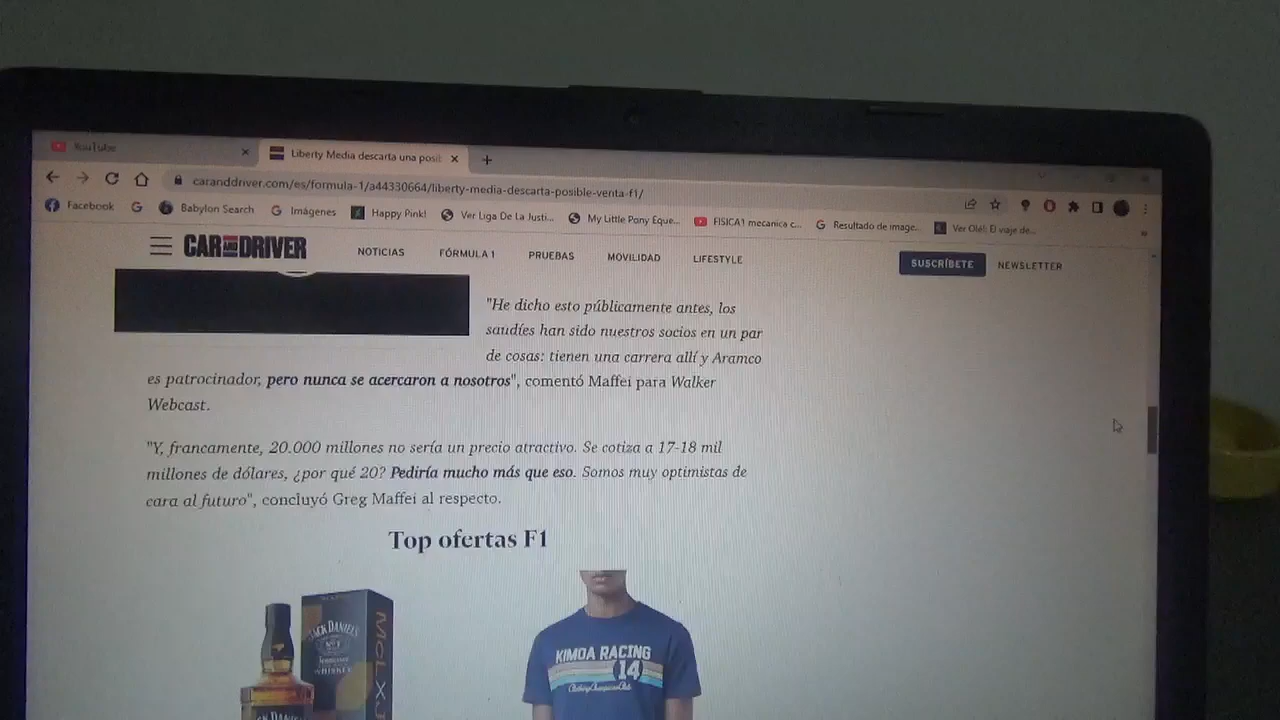 YouTube
Liberty Media descarta una posil
caranddriver.com/es/formula-1/a44330664/liberty-media-descarta-posible-venta-f1/
Facebook
Babylon Search
Imágenes
Happy Pink!
Ver Liga De La Justi...
My Little Pony Eque...
FISICA1 mecanica c...
Resultado de image...
Ver Olé!: El viaje de...
CAR AND DRIVER
NOTICIAS
FÓRMULA 1
PRUEBAS
MOVILIDAD
LIFESTYLE
SUSCRÍBETE
NEWSLETTER
"He dicho esto públicamente antes, los
saudíes han sido nuestros socios en un par
de cosas: tienen una carrera allí y Aramco
es patrocinador, pero nunca se acercaron a nosotros", comentó Maffei para Walker
Webcast.
"Y, francamente, 20.000 millones no sería un precio atractivo. Se cotiza a 17-18 mil
millones de dólares, ¿por qué 20? Pediría mucho más que eso. Somos muy optimistas de
cara al futuro", concluyó Greg Maffei al respecto.
Top ofertas F1
JACK DANIEL'S
Tennessee
WHISKEY
JACK DANIEL'S
KIMOA RACING
14